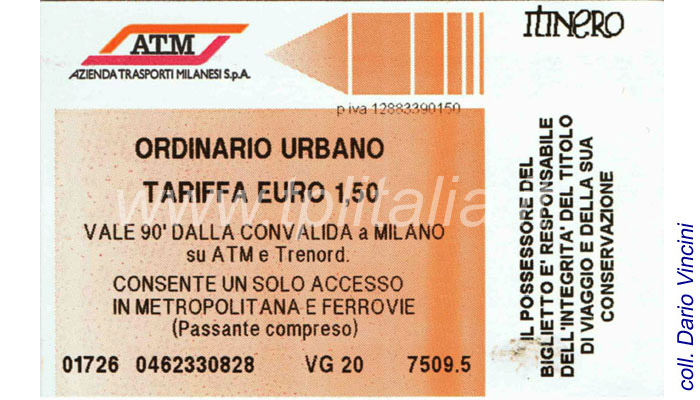 ATM
AZIENDA TRASPORTI MILANESI S.p.A.
ITINERO
p iva 12883390150
ORDINARIO URBANO
TARIFFA EURO 1,50
www.tplitalia
VALE 90' DALLA CONVALIDA a MILANO
su ATM e Trenord.
CONSENTE UN SOLO ACCESSO
IN METROPOLITANA E FERROVIE
(Passante compreso)
01726 0462330828 VG 20 7509.5
IL POSSESSORE DEL
BIGLIETTO E' RESPONSABILE
DELL'INTEGRITA' DEL TITOLO
DI VIAGGIO E DELLA SUA
CONSERVAZIONE
coll. Dario Vincini